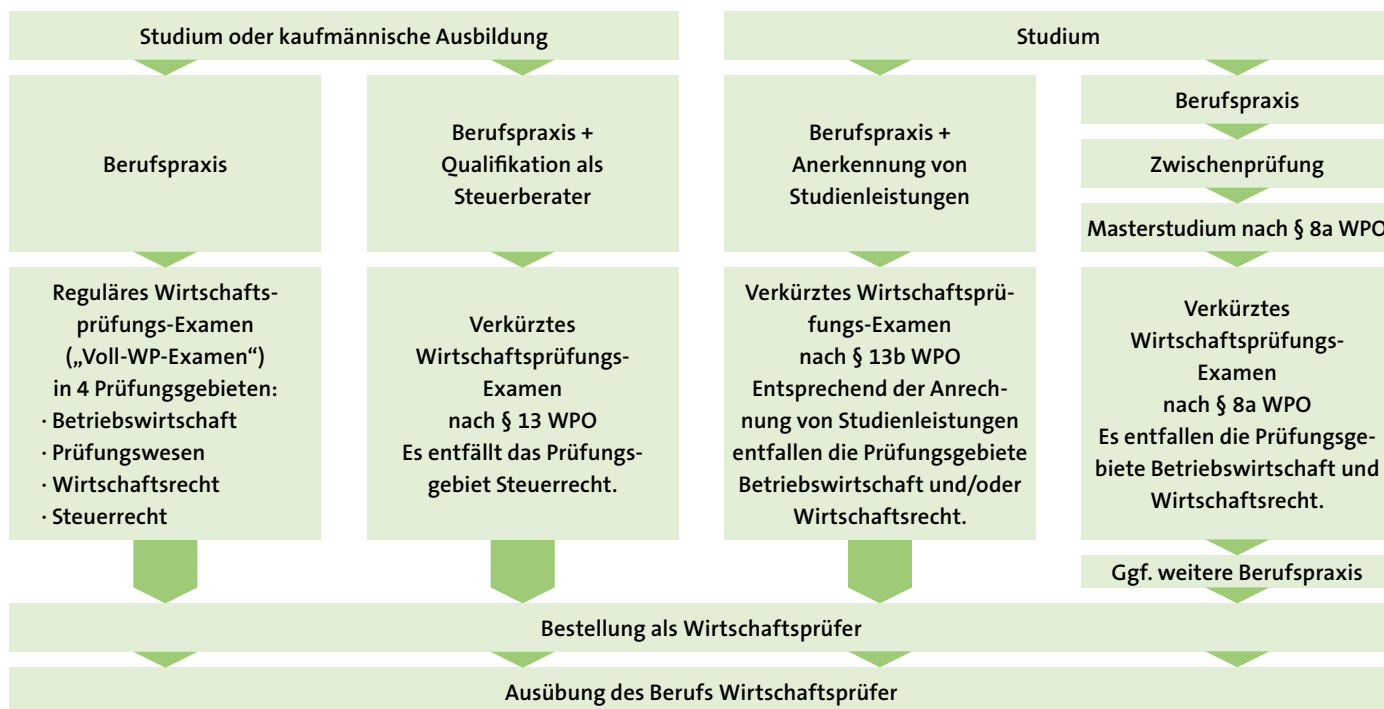 Studium oder kaufmännische Ausbildung
Berufspraxis
Reguläres Wirtschafts-
prüfungs-Examen
(„Voll-WP-Examen“)
in 4 Prüfungsgebieten:
· Betriebswirtschaft
· Prüfungswesen
· Wirtschaftsrecht
· Steuerrecht
Berufspraxis +
Qualifikation als
Steuerberater
Verkürztes
Wirtschaftsprüfungs-
Examen
nach § 13 WPO
Es entfällt das Prüfungs-
gebiet Steuerrecht.
Studium
Berufspraxis +
Anerkennung von
Studienleistungen
Verkürztes Wirtschaftsprü-
fungs-Examen
nach § 13b WPO
Entsprechend der Anrech-
nung von Studienleistungen
entfallen die Prüfungsgebiete
Betriebswirtschaft und/oder
Wirtschaftsrecht.
Berufspraxis
Zwischenprüfung
Masterstudium nach § 8a WPO
Verkürztes
Wirtschaftsprüfungs-
Examen
nach § 8a WPO
Es entfallen die Prüfungsge-
biete Betriebswirtschaft und
Wirtschaftsrecht.
Ggf. weitere Berufspraxis
Bestellung als Wirtschaftsprüfer
Ausübung des Berufs Wirtschaftsprüfer